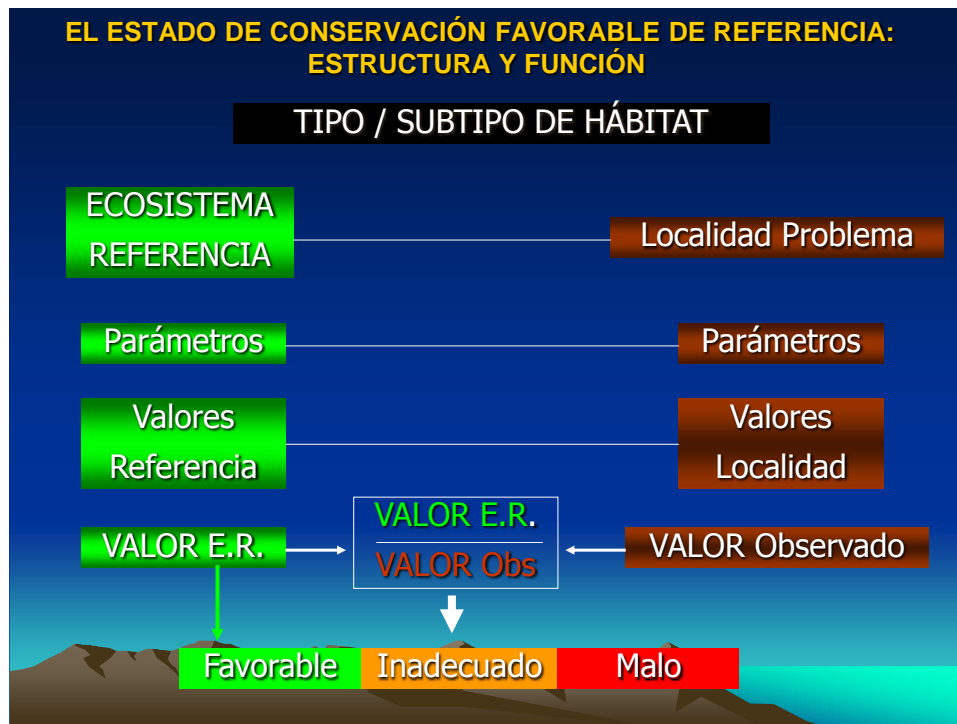 EL ESTADO DE CONSERVACIÓN FAVORABLE DE REFERENCIA:
ESTRUCTURA Y FUNCIÓN
TIPO / SUBTIPO DE HÁBITAT
ECOSISTEMA
REFERENCIA
Localidad Problema
Parámetros
Parámetros
Valores
Referencia
Valores
Localidad
VALOR E.R.
VALOR E.R.
VALOR Obs
VALOR Observado
Favorable
Inadecuado
Malo